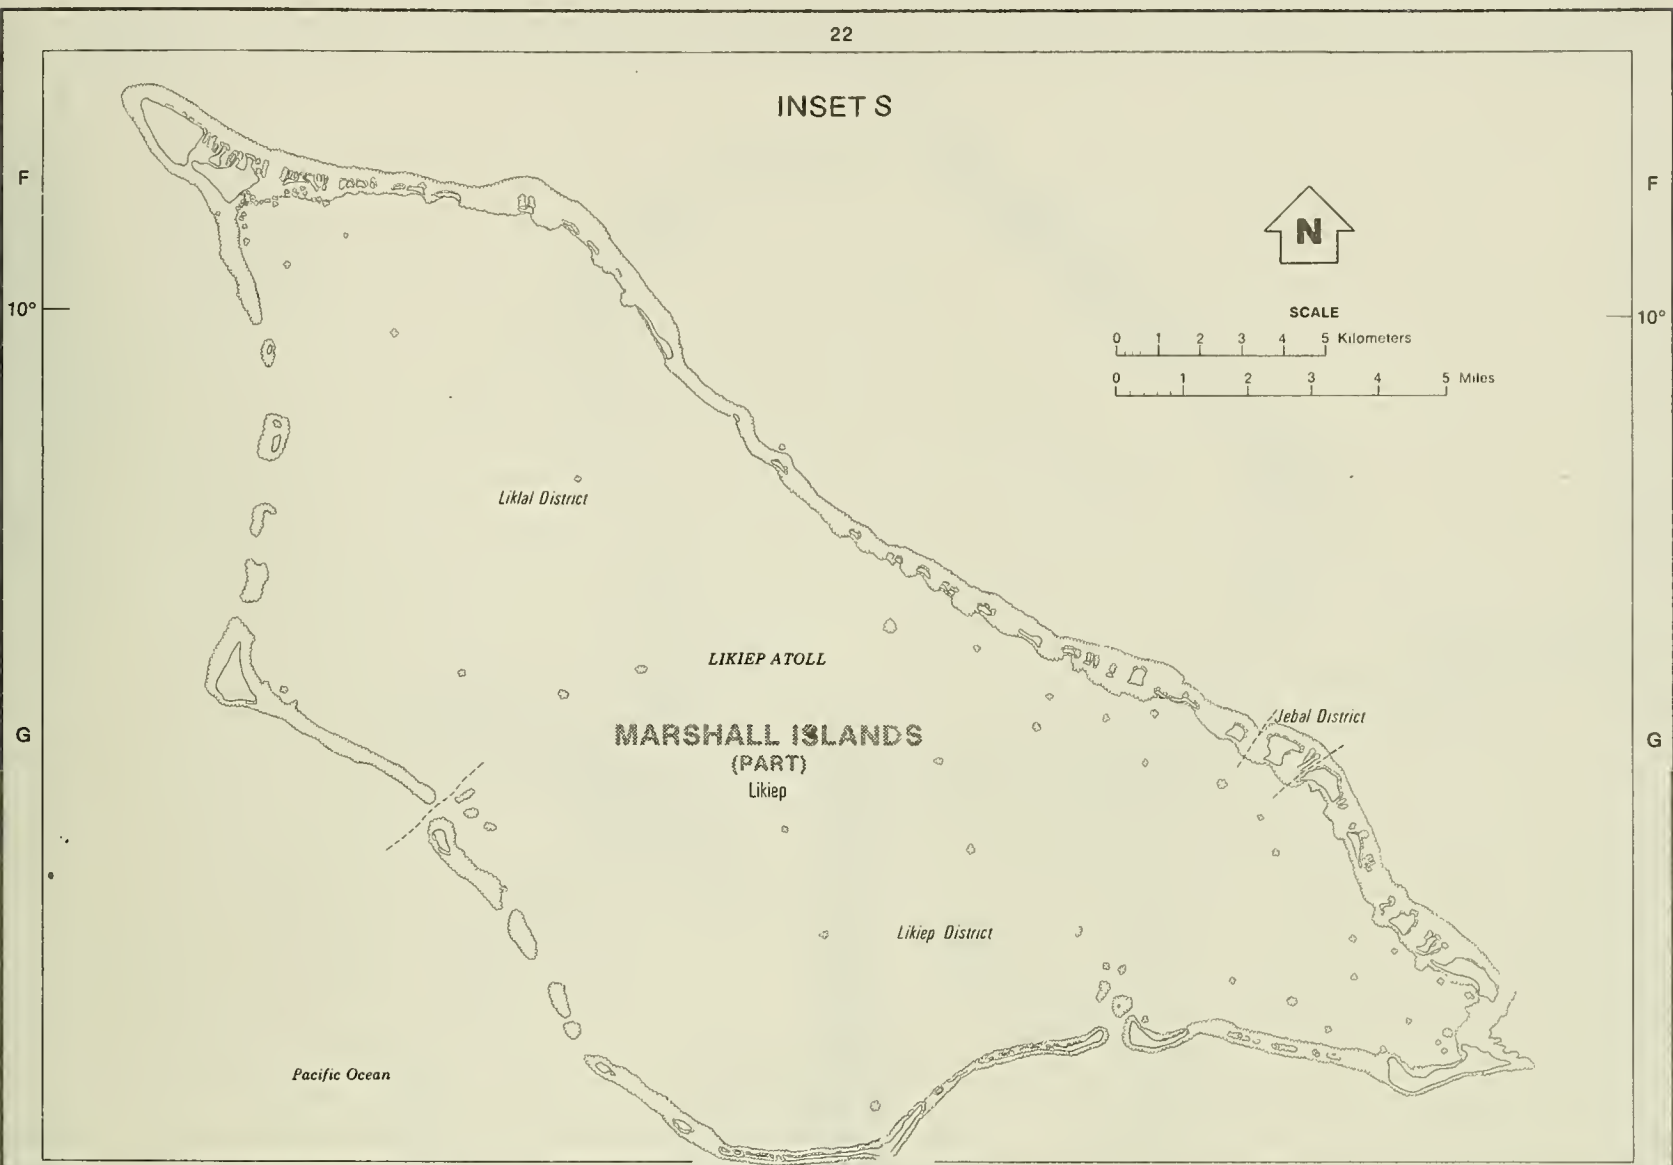 22
INSET S
F
F
N
10°
10°
SCALE
0 1 2 3 4 5 Kilometers
0 1 2 3 4 5 Miles
Liklal District
LIKIEP ATOLL
Jebal District
G
MARSHALL ISLANDS
G
(PART)
Likiep
Likiep District
Pacific Ocean